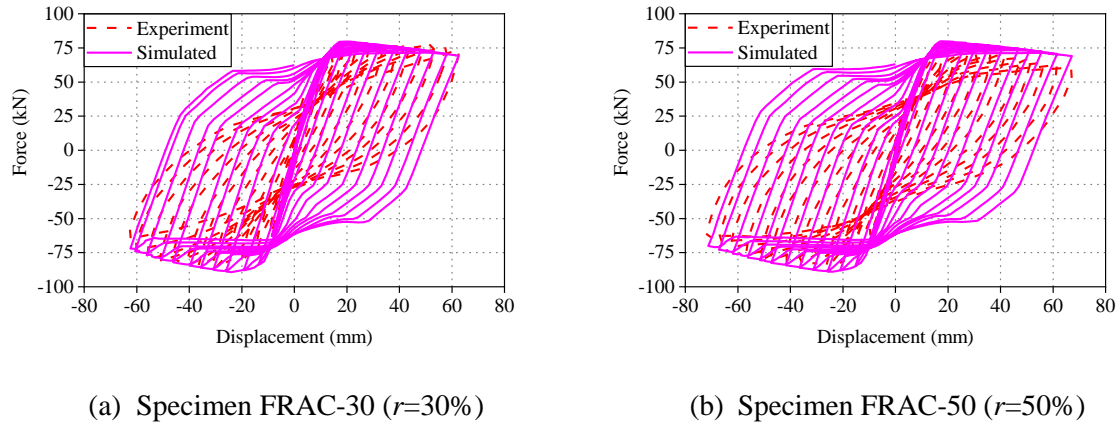 Experiment
Simulated
100
75
50
25
0
-25
-50
-75
-100
Force (kN)
-80 -60 -40 -20 0 20 40 60 80
Displacement (mm)
(a) Specimen FRAC-30 (r=30%)
Experiment
Simulated
100
75
50
25
0
-25
-50
-75
-100
Force (kN)
-80 -60 -40 -20 0 20 40 60 80
Displacement (mm)
(b) Specimen FRAC-50 (r=50%)